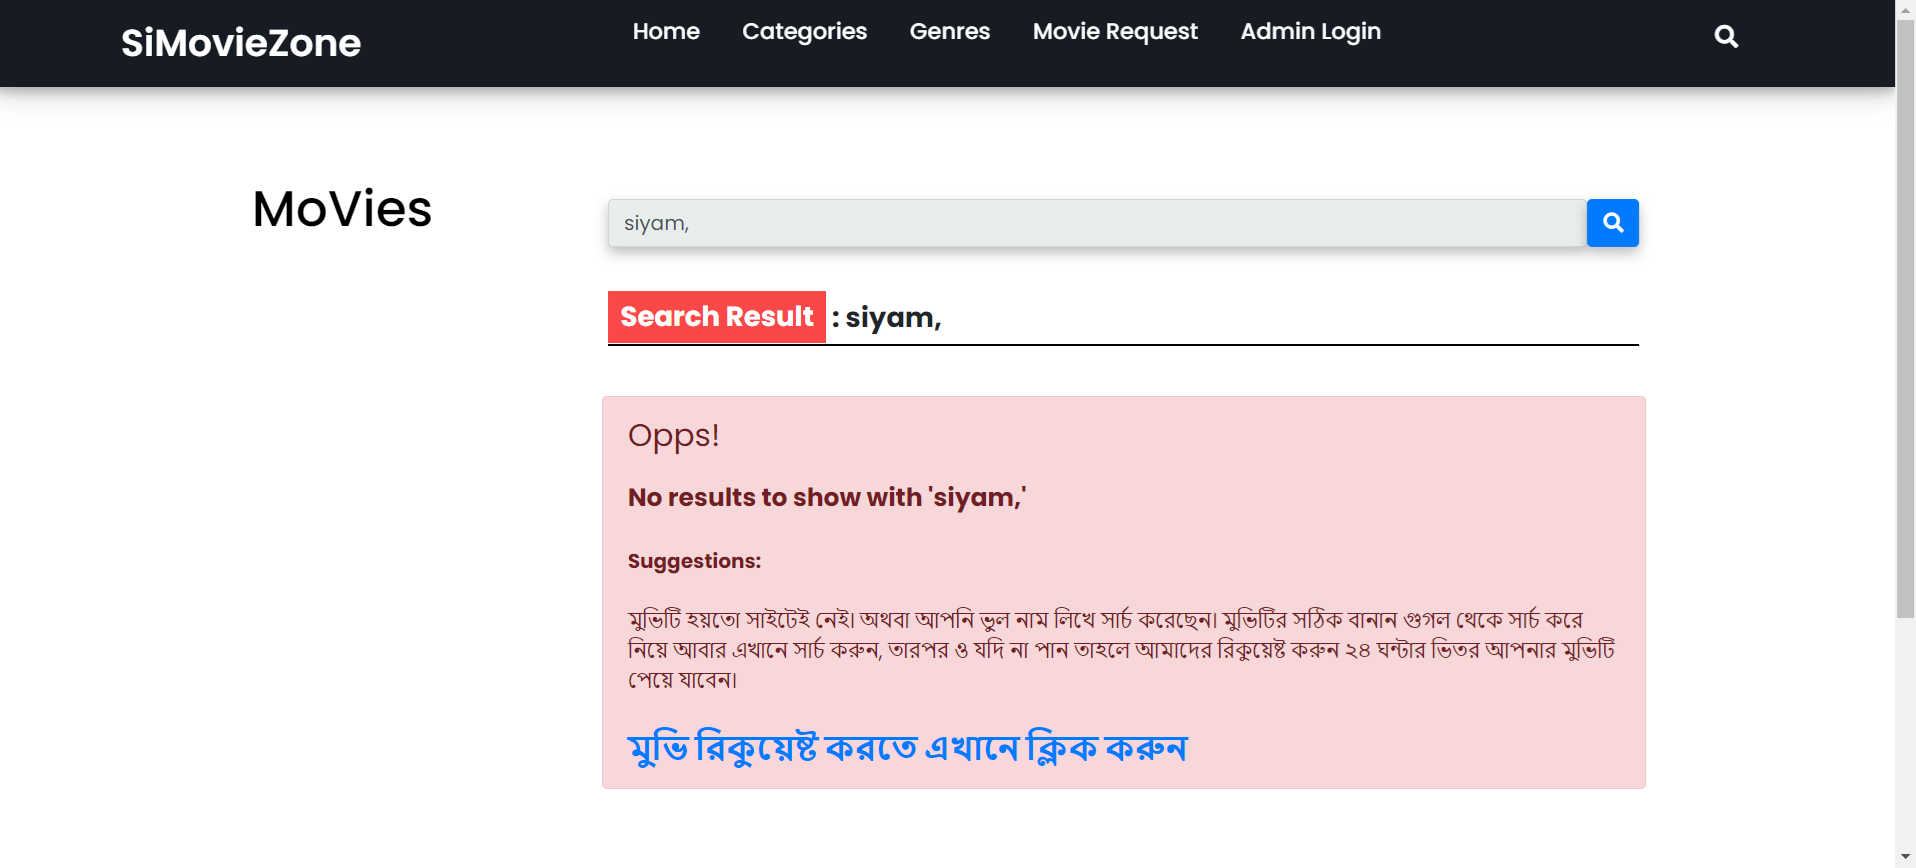 SiMovieZone
Home
Categories
Genres
Movie Request
Admin Login
MoVies
siyam,
Search Result : siyam,
Opps!
No results to show with 'siyam,'
Suggestions:
মুভিটি হয়তো সাইটেই নেই। অথবা আপনি ভুল নাম লিখে সার্চ করেছেন। মুভিটির সঠিক বানান গুগল থেকে সার্চ করে
নিয়ে আবার এখানে সার্চ করুন, তারপর ও যদি না পান তাহলে আমাদের রিকুয়েষ্ট করুন ২৪ ঘন্টার ভিতর আপনার মুভিটি
পেয়ে যাবেন।
মুভি রিকুয়েষ্ট করতে এখানে ক্লিক করুন